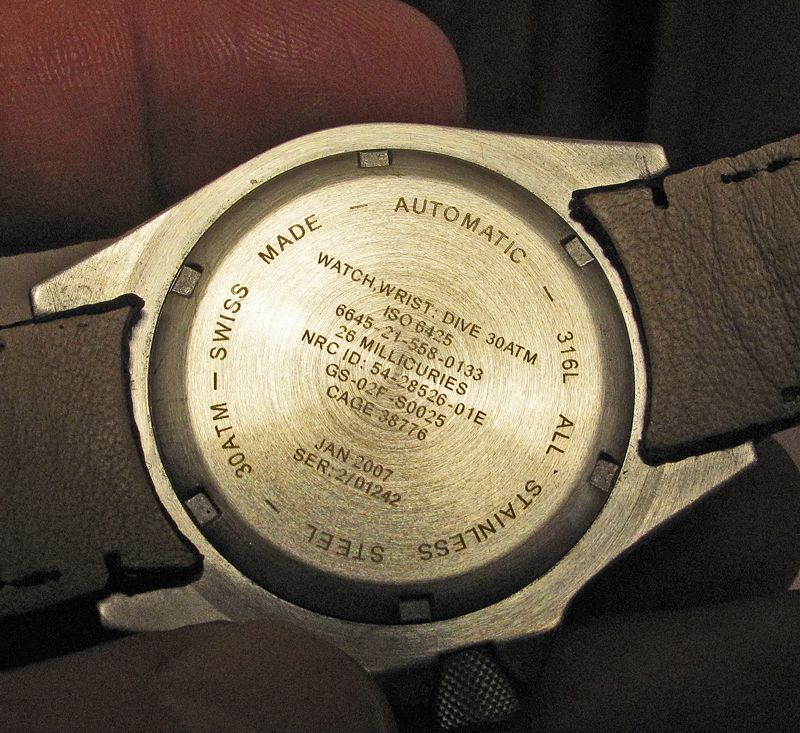 AUTOMATIC – 316L ALL STAINLESS STEEL – 30ATM – SWISS MADE –
WATCH,WRIST: DIVE 30ATM
ISO 6425
6645-21-558-0133
26 MILLICURIES
NRC ID: 54-28526-01E
GS-02F-S0025
CAGE 38776
JAN 2007
SER: 2/01242